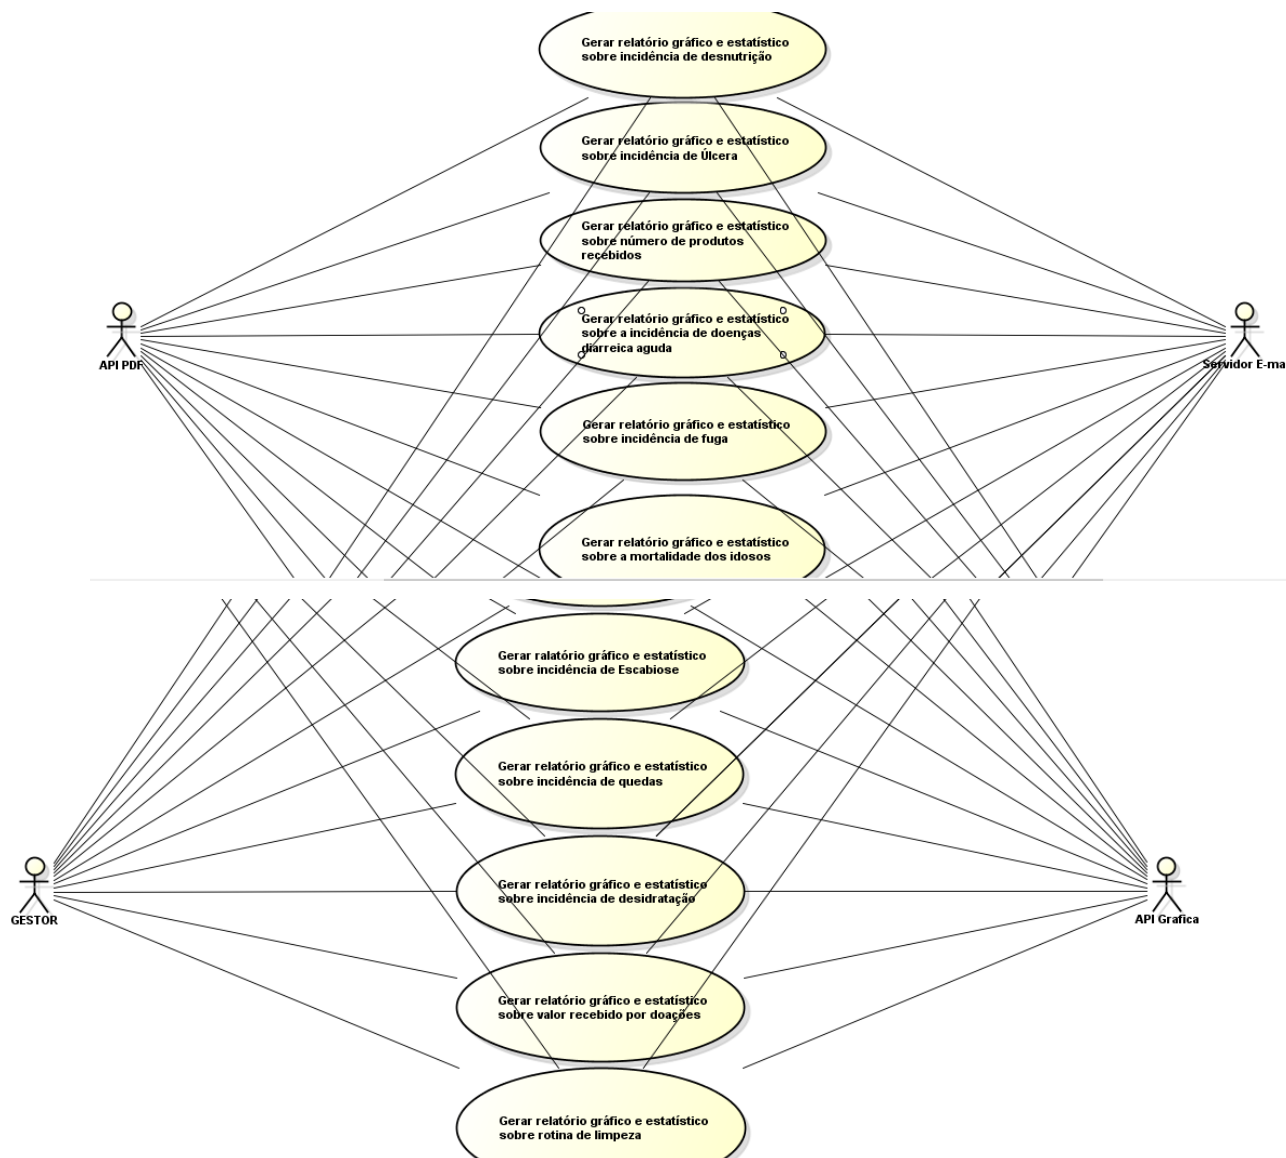 Gerar relatório gráfico e estatístico
sobre incidência de desnutrição
Gerar relatório gráfico e estatístico
sobre incidência de Úlcera
Gerar relatório gráfico e estatístico
sobre número de produtos
recebidos
Gerar relatório gráfico e estatístico
sobre a incidência de doenças
diarreica aguda
API PDF
Servidor E-ma
Gerar relatório gráfico e estatístico
sobre incidência de fuga
Gerar relatório gráfico e estatístico
sobre a mortalidade dos idosos
Gerar ralatório gráfico e estatístico
sobre incidência de Escabiose
Gerar relatório gráfico e estatístico
sobre incidência de quedas
Gerar relatório gráfico e estatístico
sobre incidência de desidratação
GESTOR
API Grafica
Gerar relatório gráfico e estatístico
sobre valor recebido por doações
Gerar relatório gráfico e estatístico
sobre rotina de limpeza